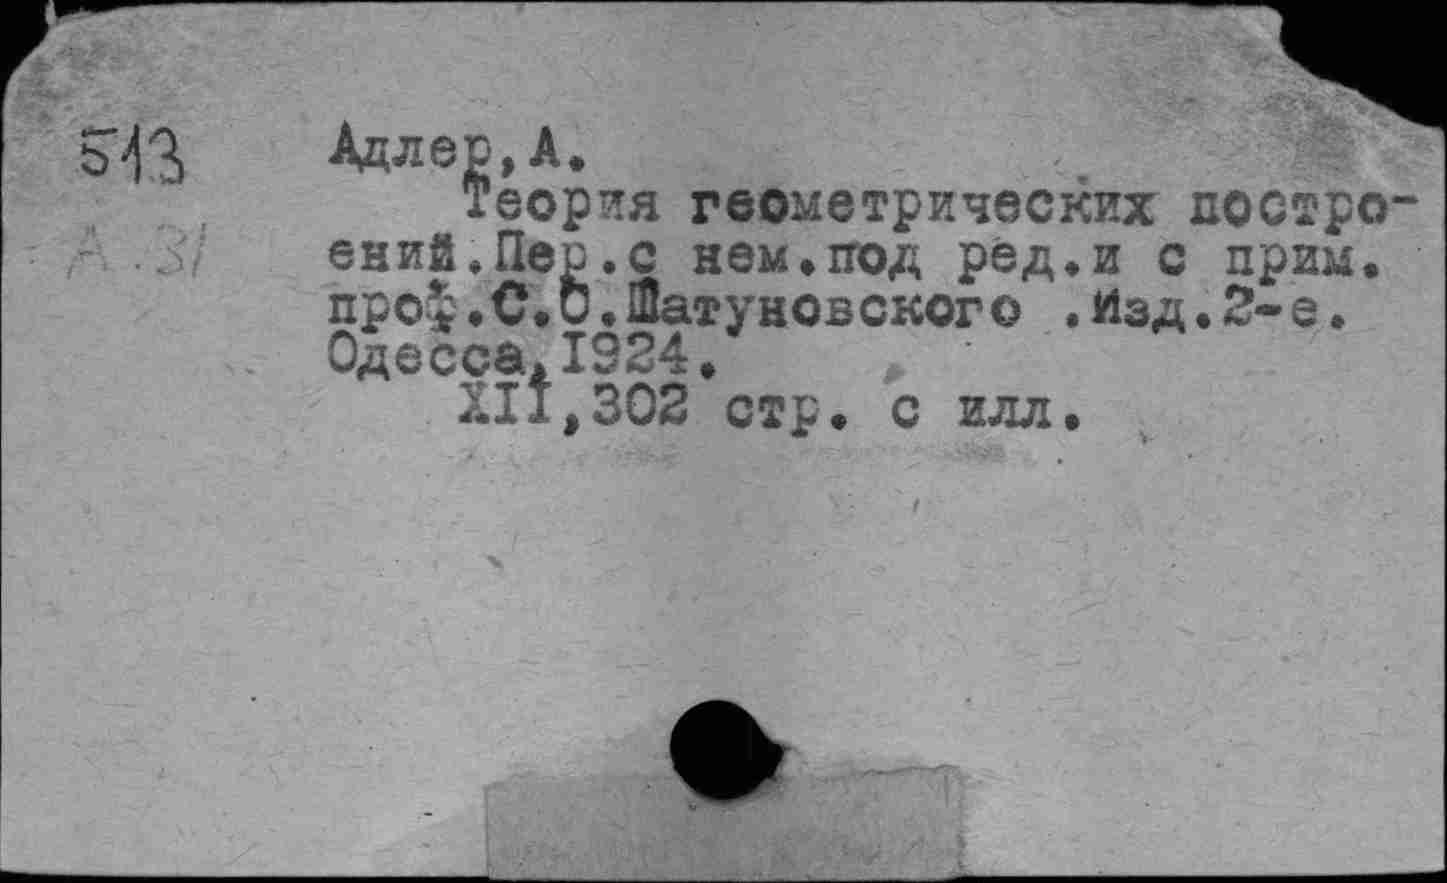 513
А.31
Адлер,А.
Теория геометрических постро-
ений.Пер.с нем.под ред.и с прим.
проф.С.О.Шатуновского .Изд.2-е.
Одесса,1924.
XII,302 стр. с илл.